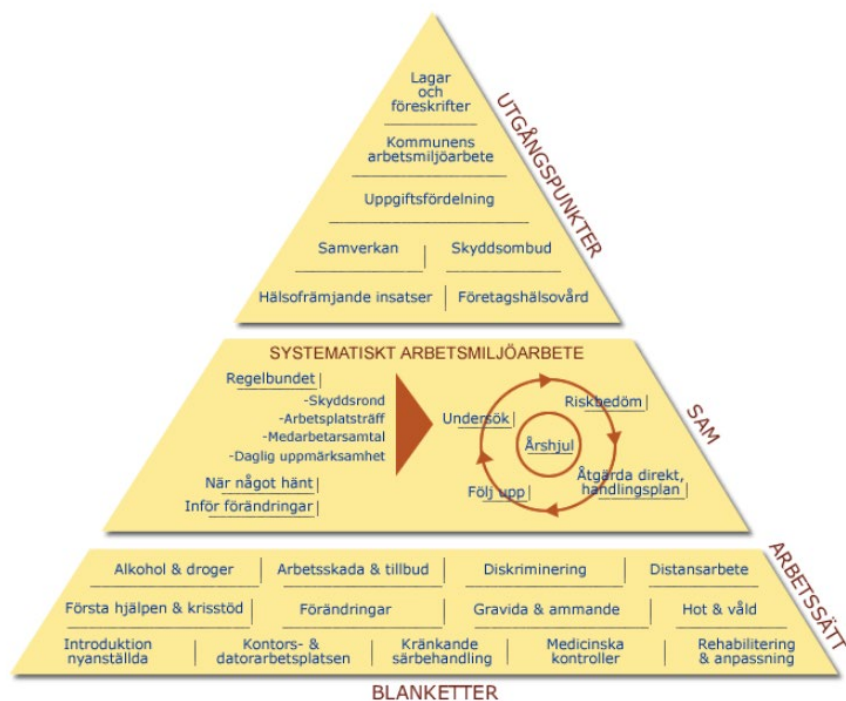 Lagar
och
föreskrifter
Kommunens
arbetsmiljöarbete
Uppgiftsfördelning
Samverkan
Skyddsombud
Hälsofrämjande insatser
Företagshälsovård
UTGÅNGSPUNKTER
SYSTEMATISKT ARBETSMILJÖARBETE
Regelbundet
-Skyddsrond
-Arbetsplatsträff
-Medarbetarsamtal
-Daglig uppmärksamhet
När något hänt
Inför förändringar
Undersök
Riskbedöm
Årshjul
Följ upp
Åtgärda direkt,
handlingsplan
SAM
Alkohol & droger
Arbetsskada & tillbud
Diskriminering
Distansarbete
Första hjälpen & krisstöd
Förändringar
Gravida & ammande
Hot & våld
Introduktion
nyanställda
Kontors- &
datorarbetsplatsen
Kränkande
särbehandling
Medicinska
kontroller
Rehabilitering
& anpassning
ARBETSSÄTT
BLANKETTER